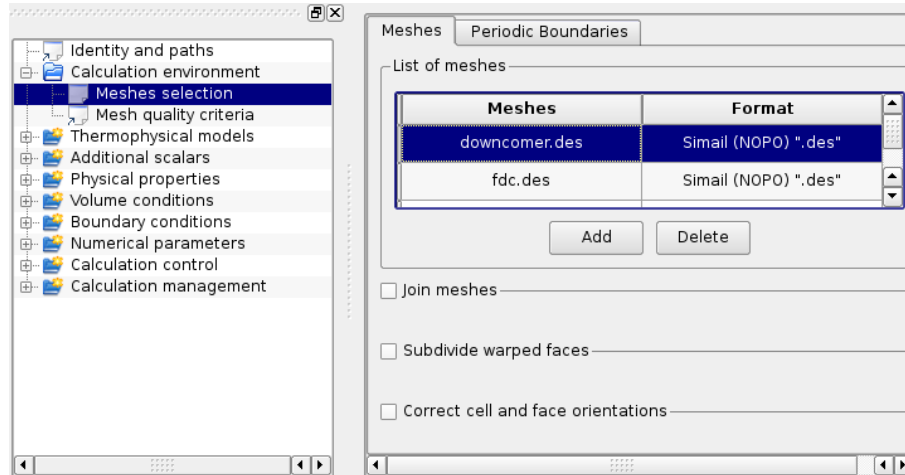 Identity and paths
Calculation environment
Meshes selection
Mesh quality criteria
Thermophysical models
Additional scalars
Physical properties
Volume conditions
Boundary conditions
Numerical parameters
Calculation control
Calculation management
Meshes Periodic Boundaries
List of meshes
Meshes Format
downcomer.des Simail (NOPO) ".des"
fdc.des Simail (NOPO) ".des"
Add Delete
Join meshes
Subdivide warped faces
Correct cell and face orientations